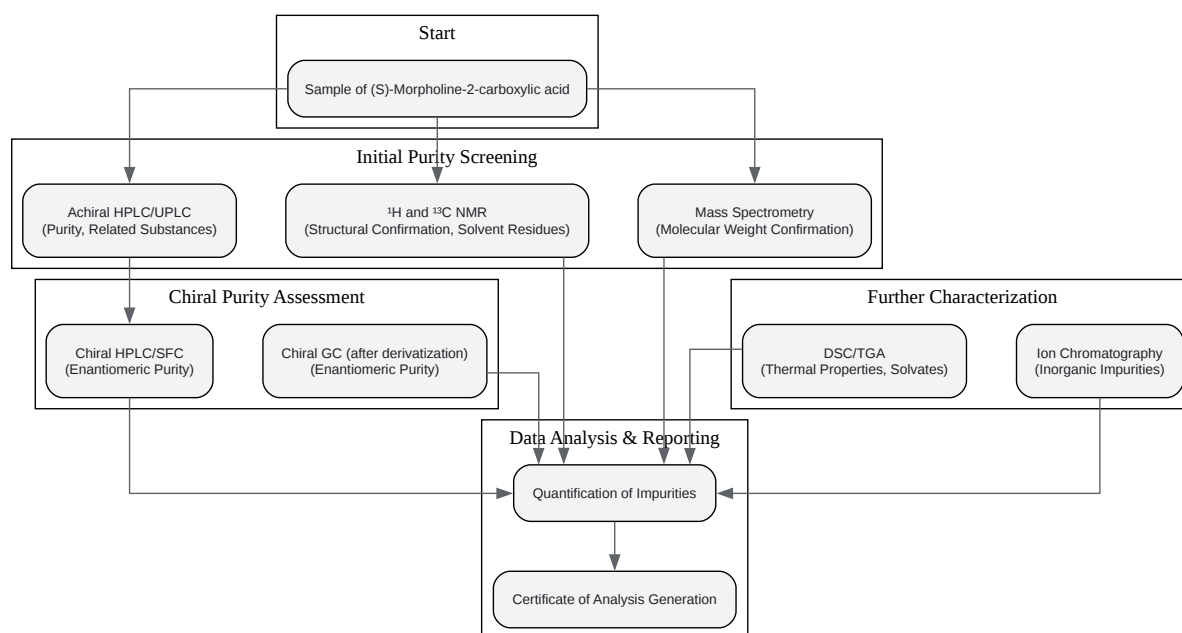 Start
Sample of (S)-Morpholine-2-carboxylic acid
Initial Purity Screening
Achiral HPLC/UPLC
(Purity, Related Substances)
¹H and ¹³C NMR
(Structural Confirmation, Solvent Residues)
Mass Spectrometry
(Molecular Weight Confirmation)
Chiral Purity Assessment
Chiral HPLC/SFC
(Enantiomeric Purity)
Chiral GC (after derivatization)
(Enantiomeric Purity)
Further Characterization
DSC/TGA
(Thermal Properties, Solvates)
Ion Chromatography
(Inorganic Impurities)
Data Analysis & Reporting
Quantification of Impurities
Certificate of Analysis Generation